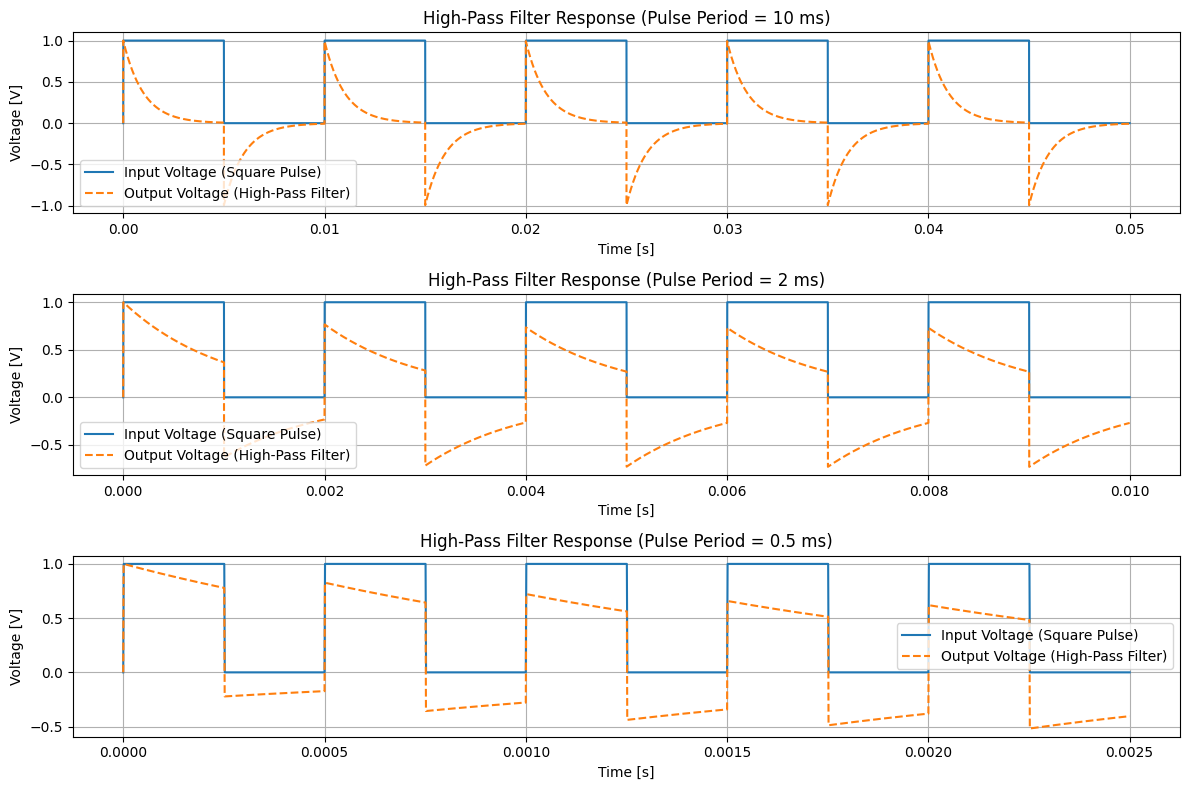 High-Pass Filter Response (Pulse Period = 10 ms)
Voltage [V]
1.0
0.5
0.0
−0.5
−1.0
Input Voltage (Square Pulse)
Output Voltage (High-Pass Filter)
0.00 0.01 0.02 0.03 0.04 0.05
Time [s]
High-Pass Filter Response (Pulse Period = 2 ms)
Voltage [V]
1.0
0.5
0.0
−0.5
Input Voltage (Square Pulse)
Output Voltage (High-Pass Filter)
0.000 0.002 0.004 0.006 0.008 0.010
Time [s]
High-Pass Filter Response (Pulse Period = 0.5 ms)
Voltage [V]
1.0
0.5
0.0
−0.5
Input Voltage (Square Pulse)
Output Voltage (High-Pass Filter)
0.0000 0.0005 0.0010 0.0015 0.0020 0.0025
Time [s]